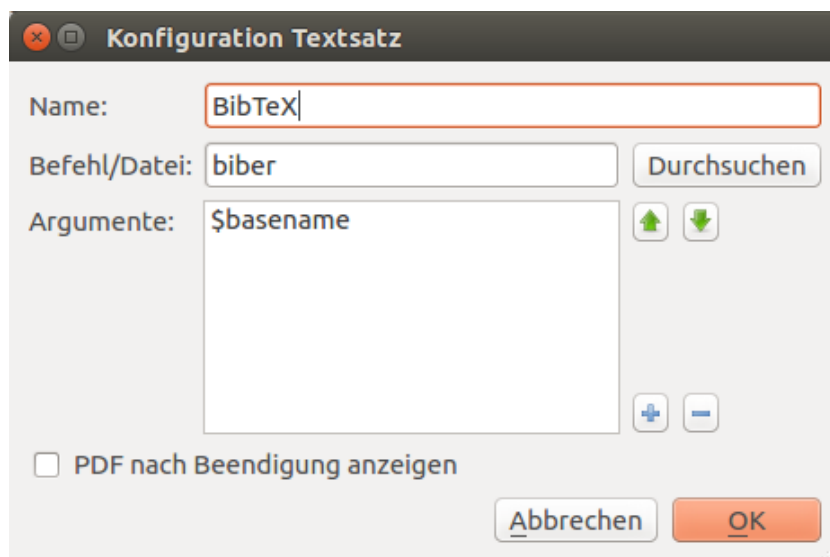 Konfiguration Textsatz
Name: BibTeX
Befehl/Datei: biber Durchsuchen
Argumente: $basename
PDF nach Beendigung anzeigen
Abbrechen OK